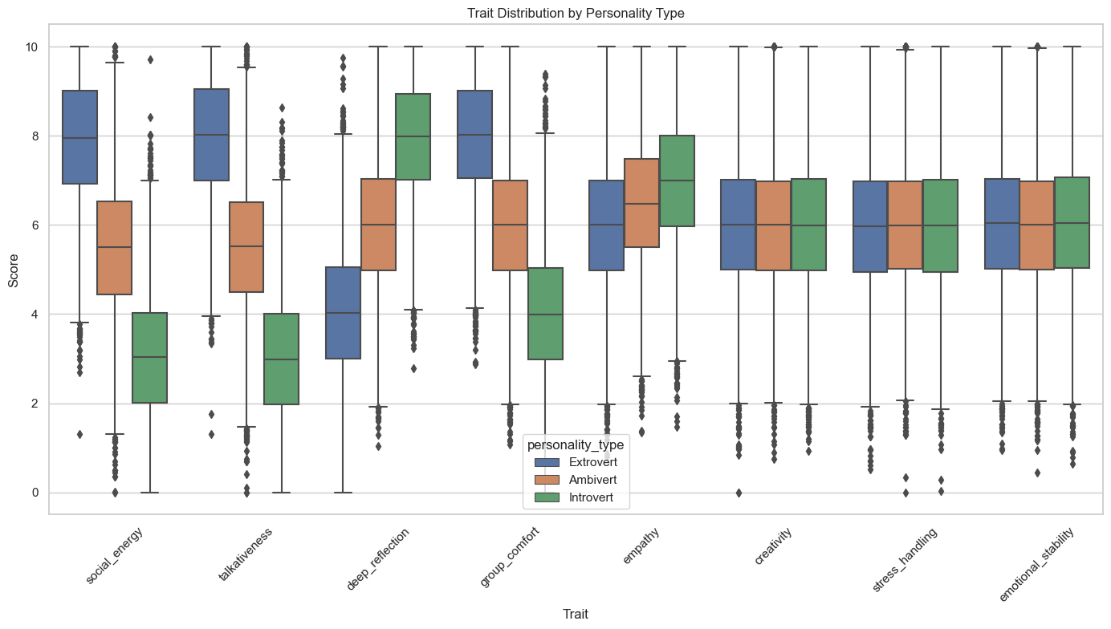 Trait Distribution by Personality Type
10
8
6
4
2
0
Score
personality_type
Extrovert
Ambivert
Introvert
social_energy
talkativeness
deep_reflection
group_comfort
empathy
creativity
stress_handling
emotional_stability
Trait